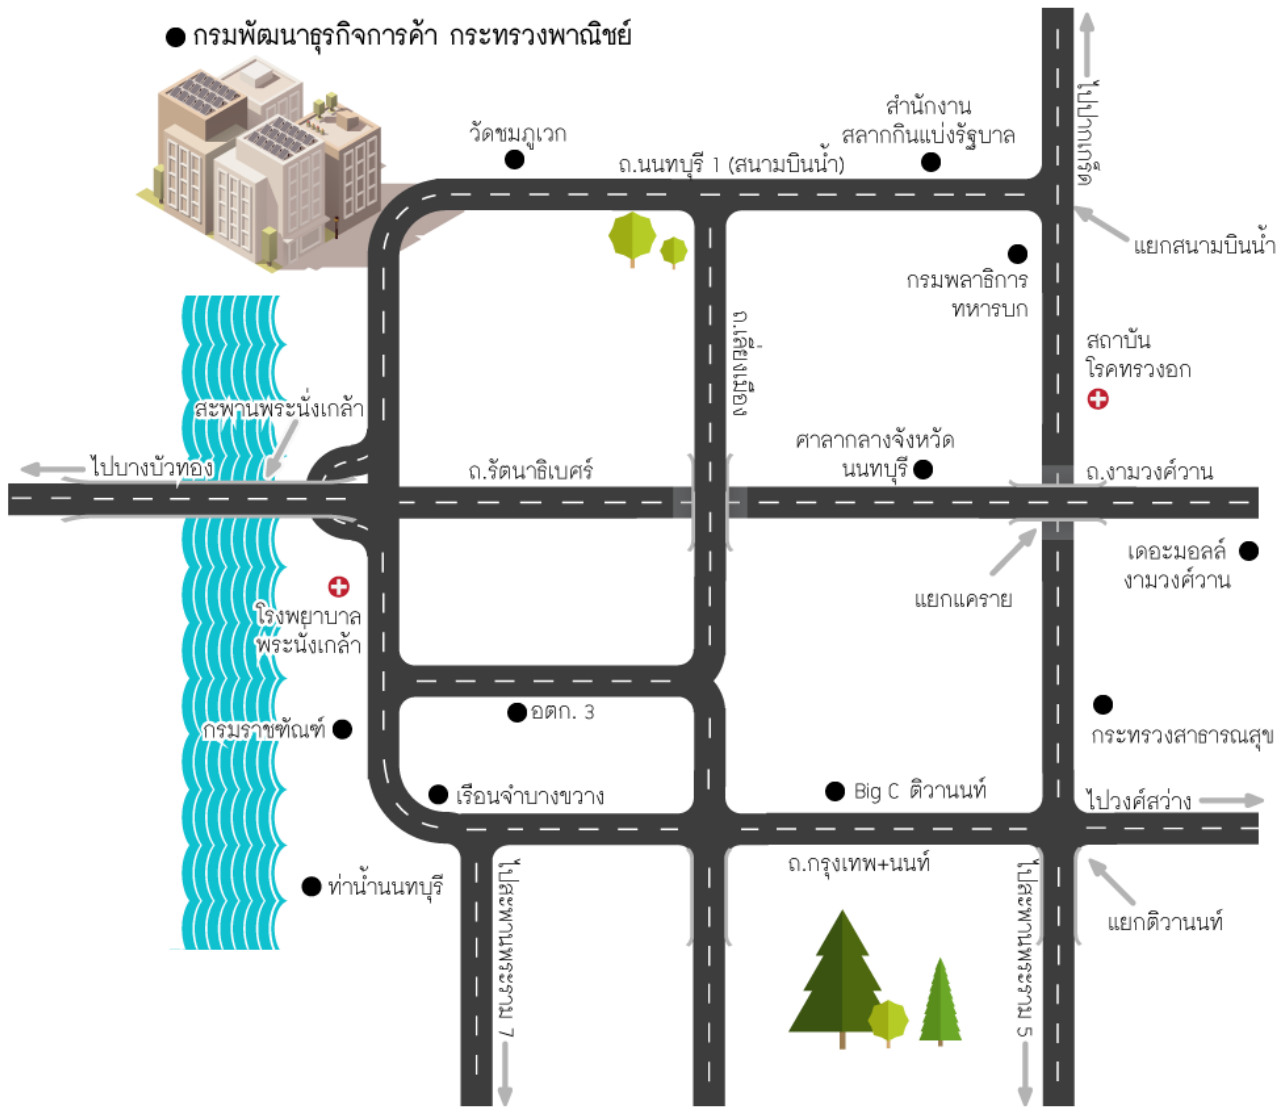 กรมพัฒนาธุรกิจการค้า กระทรวงพาณิชย์
วัดชมภูเวก
สำนักงาน
สลากกินแบ่งรัฐบาล
ถ.นนทบุรี 1 (สนามบินน้ำ)
ไปปากเกร็ด
แยกสนามบินน้ำ
กรมพลาธิการ
ทหารบก
ถ.เลี่ยงเมือง
สถาบัน
โรคทรวงอก
สะพานพระนั่งเกล้า
ศาลากลางจังหวัด
นนทบุรี
ไปบางบัวทอง
ถ.รัตนาธิเบศร์
ถ.งามวงศ์วาน
เดอะมอลล์
งามวงศ์วาน
แยกแคราย
โรงพยาบาล
พระนั่งเกล้า
กรมราชทัณฑ์
อตก. 3
กระทรวงสาธารณสุข
เรือนจำบางขวาง
Big C ติวานนท์
ไปวงศ์สว่าง
ถ.กรุงเทพ+นนท์
ท่าน้ำนนทบุรี
แยกติวานนท์
ไปสะพานพระราม 7
ไปสะพานพระราม 5